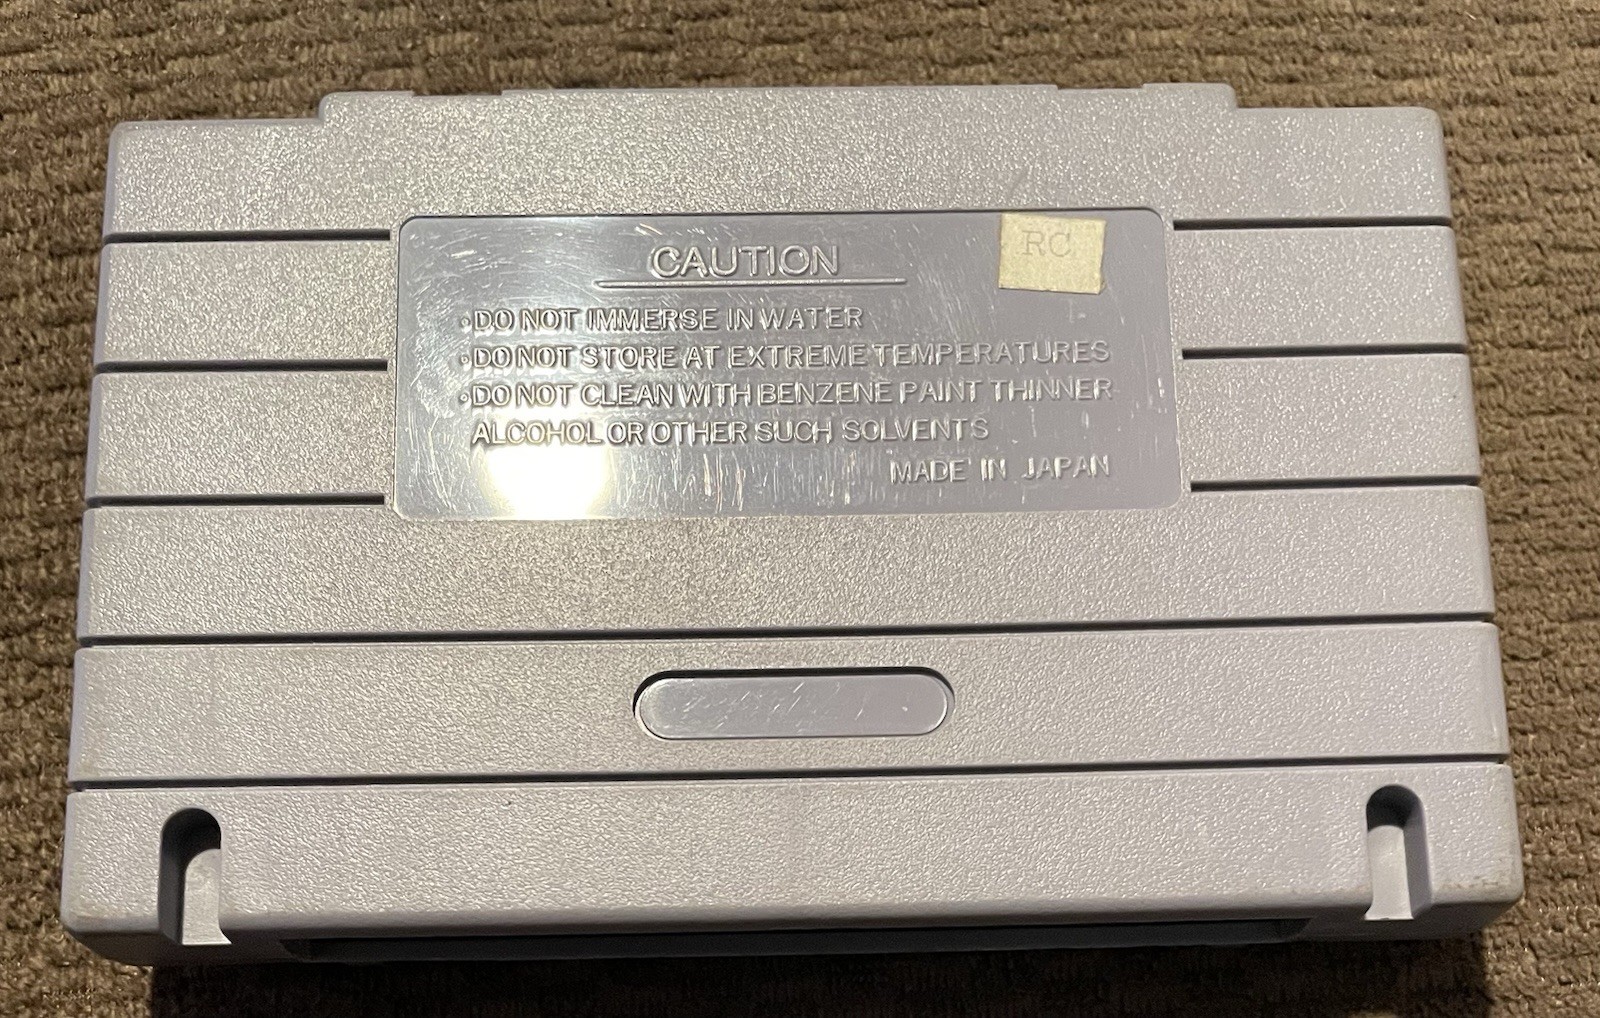 CAUTION
RC
•DO NOT IMMERSE IN WATER
•DO NOT STORE AT EXTREME TEMPERATURES
•DO NOT CLEAN WITH BENZENE PAINT THINNER
ALCOHOL OR OTHER SUCH SOLVENTS
MADE IN JAPAN